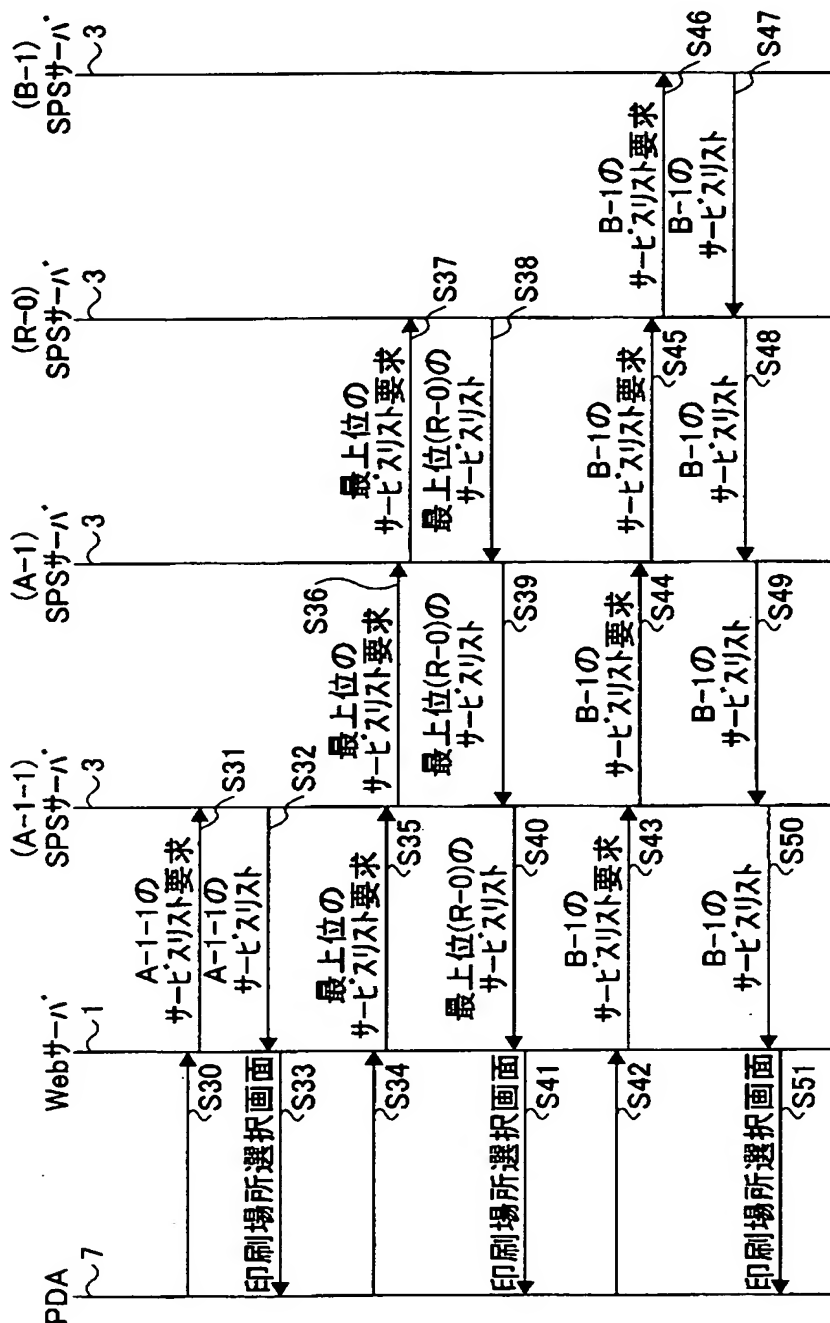 PDA
7
Webサーバ
1
(A-1-1)
SPSサーバ
3
(A-1)
SPSサーバ
3
(R-0)
SPSサーバ
3
(B-1)
SPSサーバ
3
S30
A-1-1の
サービスリスト要求
S31
A-1-1の
サービスリスト
S32
印刷場所選択画面
S33
S34
最上位の
サービスリスト要求
S35
最上位の
サービスリスト要求
S36
最上位の
サービスリスト要求
S37
最上位(R-0)の
サービスリスト
S38
最上位(R-0)の
サービスリスト
S39
最上位(R-0)の
サービスリスト
S40
印刷場所選択画面
S41
S42
B-1の
サービスリスト要求
S43
B-1の
サービスリスト要求
S44
B-1の
サービスリスト要求
S45
B-1の
サービスリスト要求
S46
B-1の
サービスリスト
S47
B-1の
サービスリスト
S48
B-1の
サービスリスト
S49
B-1の
サービスリスト
S50
印刷場所選択画面
S51